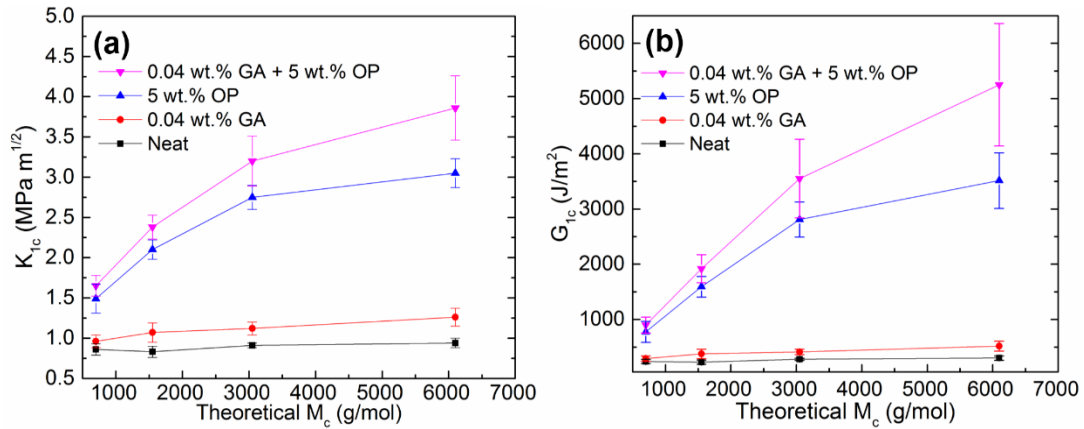 (a)
5.0
4.5
4.0
3.5
3.0
2.5
2.0
1.5
1.0
0.5
K1c (MPa m1/2)
0.04 wt.% GA + 5 wt.% OP
5 wt.% OP
0.04 wt.% GA
Neat
1000 2000 3000 4000 5000 6000 7000
Theoretical Mc (g/mol)
(b)
6000
5000
4000
3000
2000
1000
G1c (J/m2)
0.04 wt.% GA + 5 wt.% OP
5 wt.% OP
0.04 wt.% GA
Neat
1000 2000 3000 4000 5000 6000 7000
Theoretical Mc (g/mol)